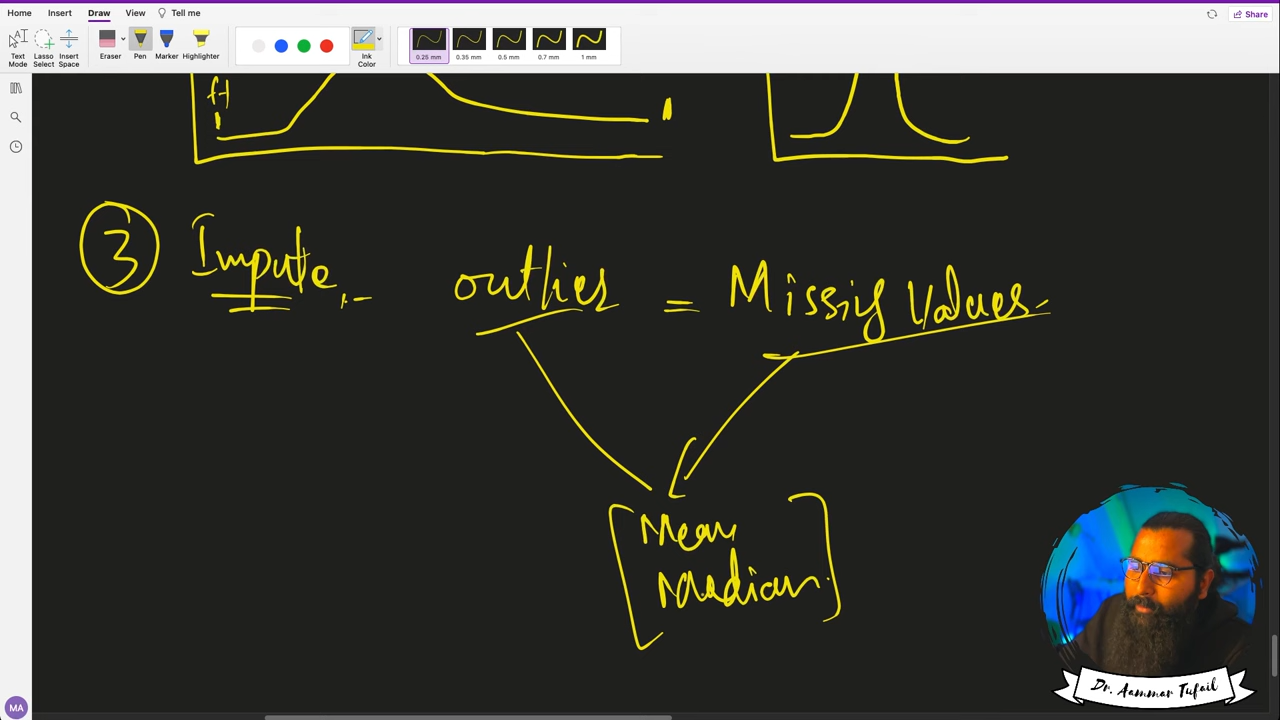 Home Insert Draw View Tell me
Share
Text Mode
Lasso Select
Insert Space
Eraser
Pen
Marker
Highlighter
Ink Color
0.25 mm
0.35 mm
0.5 mm
0.7 mm
1 mm
3 Impute outlier = Missing Values
Mean
Median
MA
Dr. Aammar Tufail